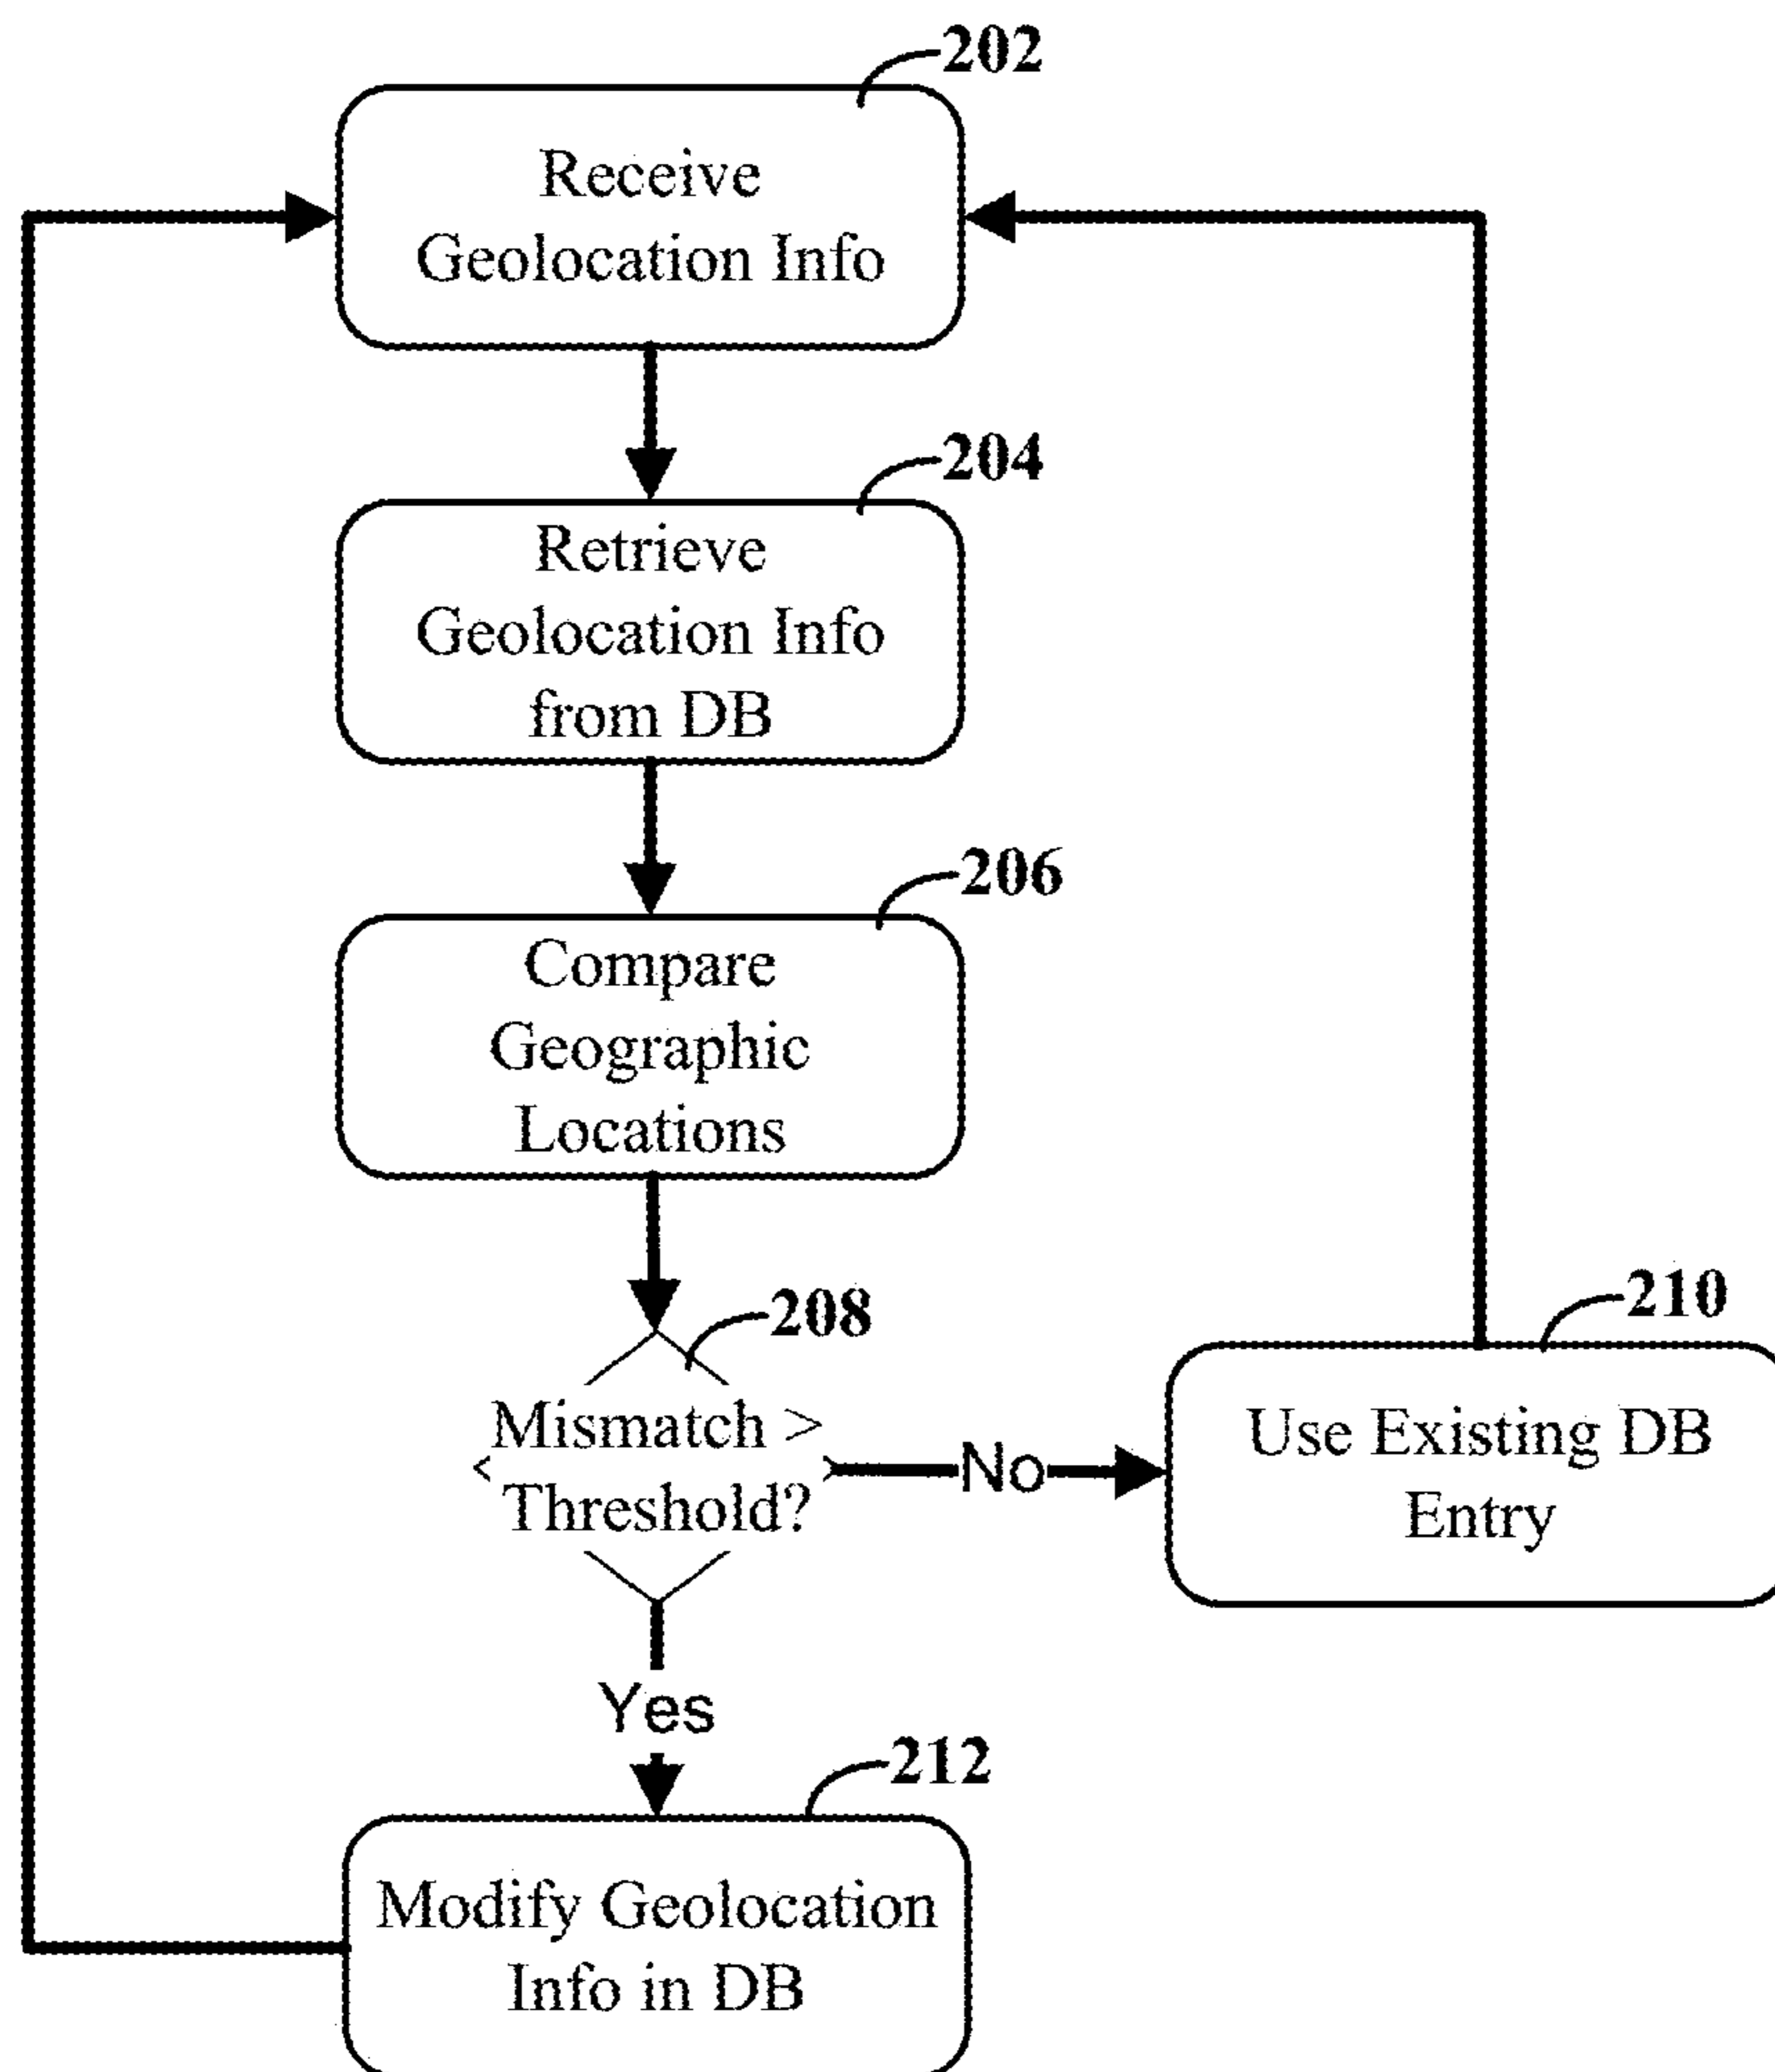 202
Receive
Geolocation Info
204
Retrieve
Geolocation Info
from DB
206
Compare
Geographic
Locations
208
Mismatch >
Threshold?
No
210
Use Existing DB
Entry
Yes
212
Modify Geolocation
Info in DB